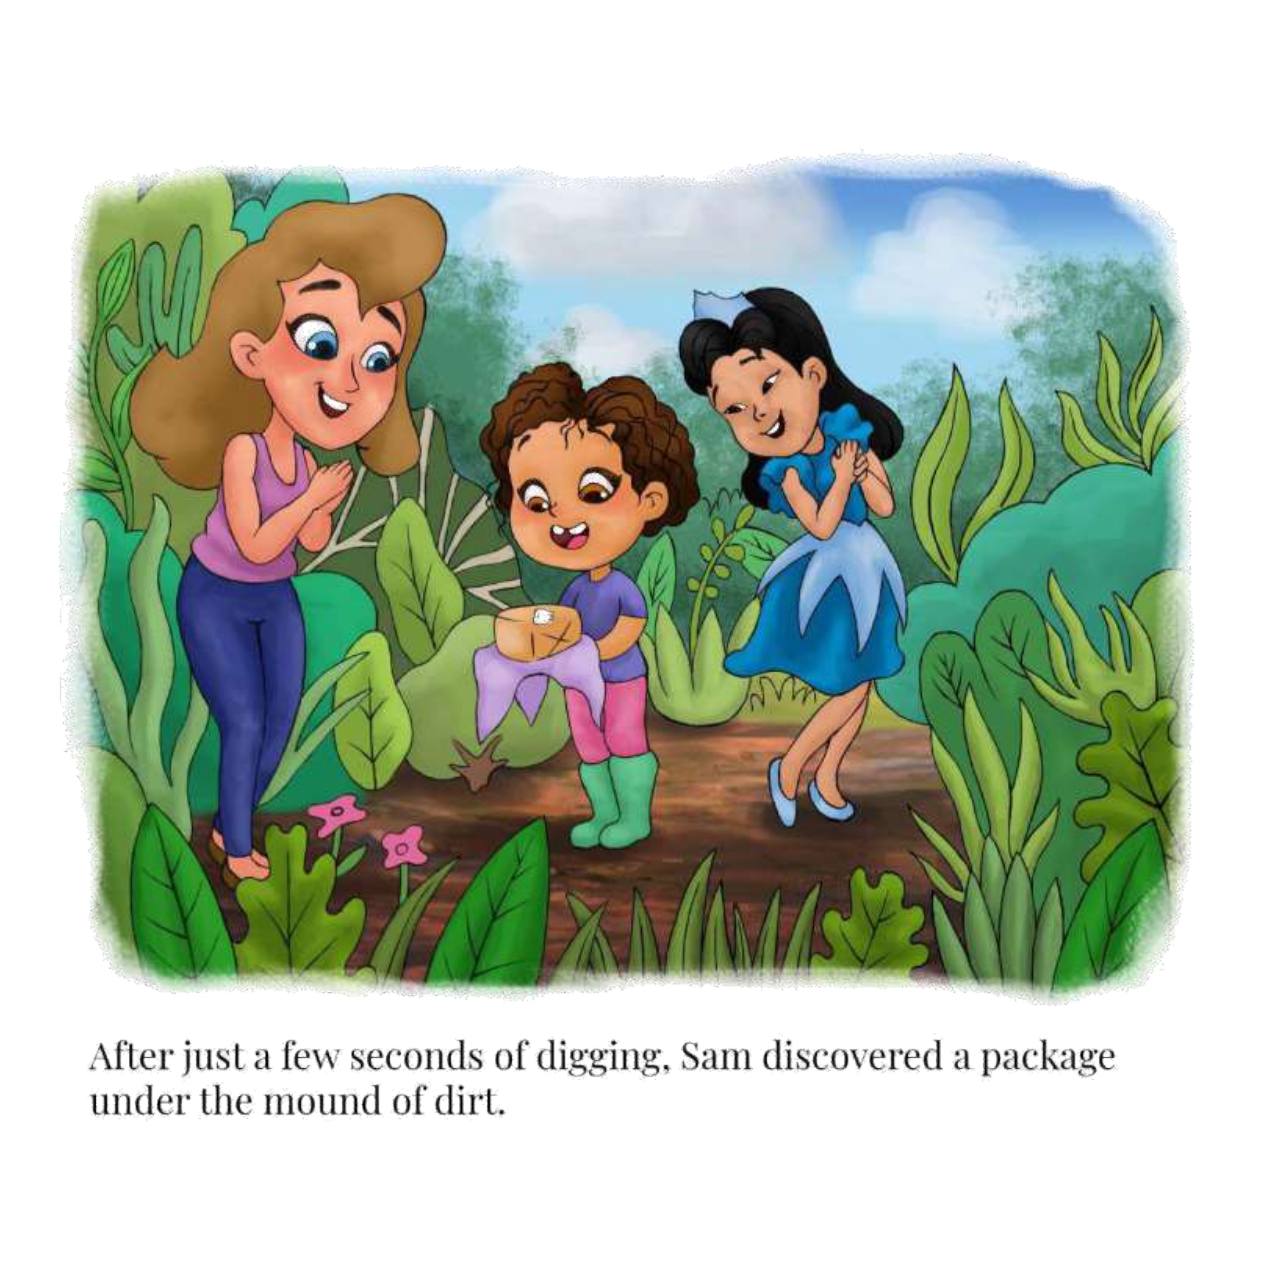 After just a few seconds of digging, Sam discovered a package
under the mound of dirt.